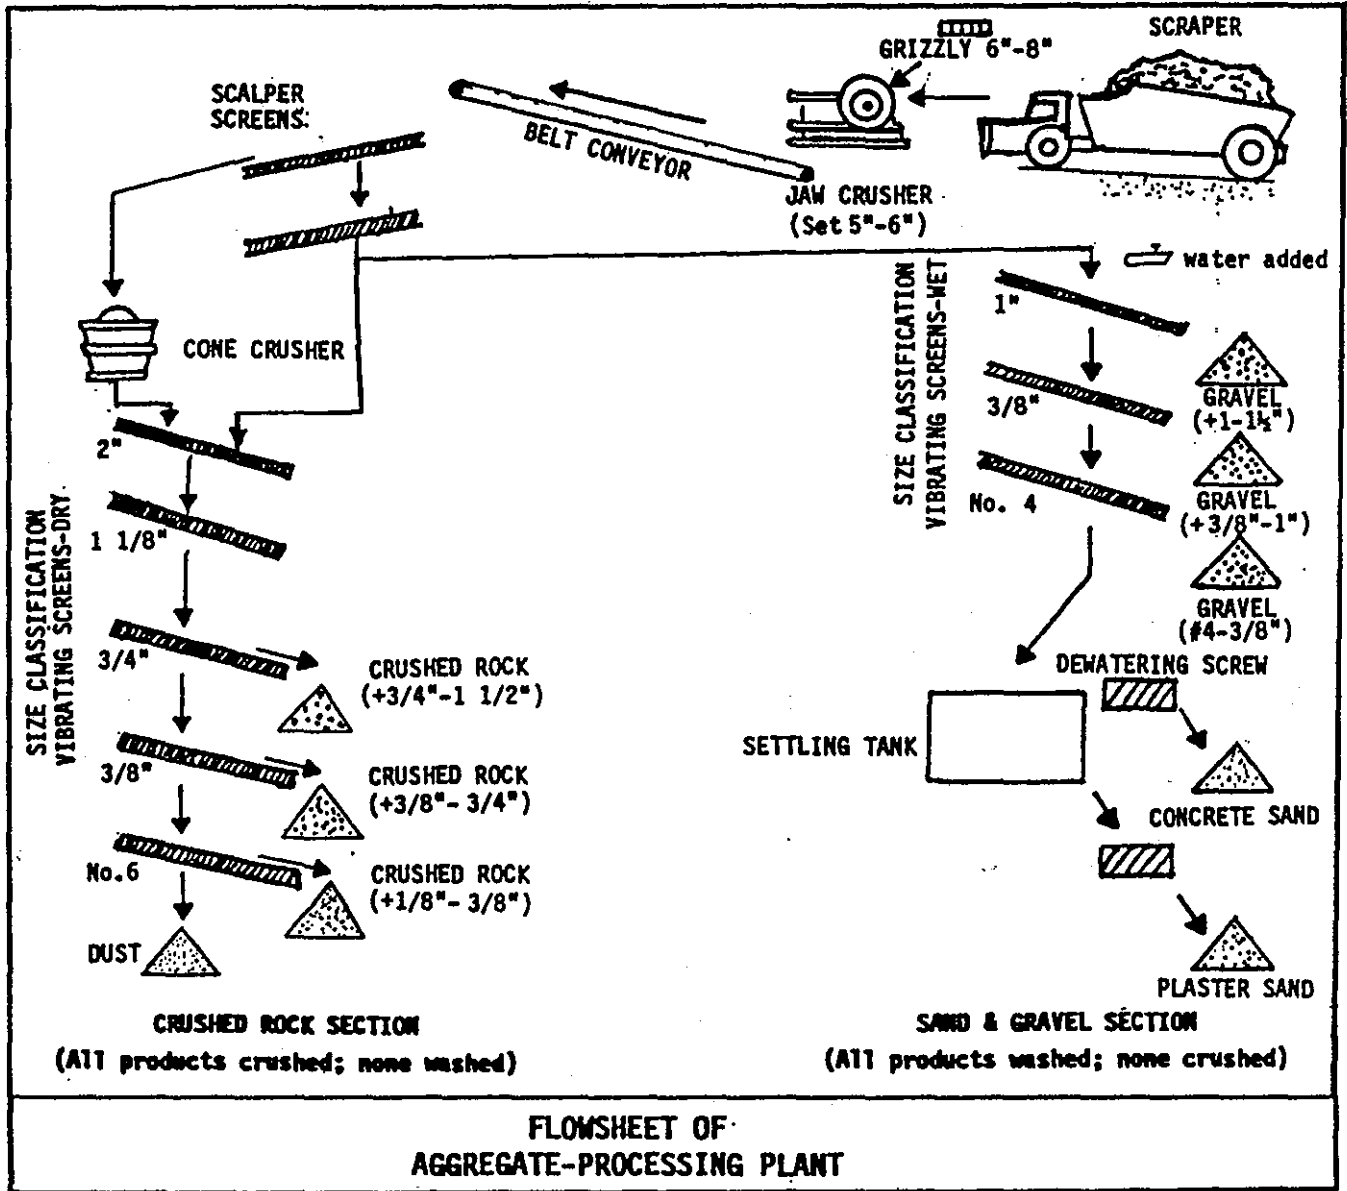 SCRAPER
GRIZZLY 6"-8"
SCALPER
SCREENS:
BELT CONVEYOR
JAW CRUSHER
(Set 5"-6")
water added
SIZE CLASSIFICATION
VIBRATING SCREENS-WET
1"
3/8"
No. 4
GRAVEL
(+1-1½")
GRAVEL
(+3/8"-1")
GRAVEL
(#4-3/8")
CONE CRUSHER
SIZE CLASSIFICATION
VIBRATING SCREENS-DRY
2"
1 1/8"
3/4"
CRUSHED ROCK
(+3/4"-1 1/2")
3/8"
CRUSHED ROCK
(+3/8"-3/4")
No.6
CRUSHED ROCK
(+1/8"-3/8")
DUST
DEWATERING SCREW
SETTLING TANK
CONCRETE SAND
PLASTER SAND
CRUSHED ROCK SECTION
(All products crushed; none washed)
SAND & GRAVEL SECTION
(All products washed; none crushed)
FLOWSHEET OF
AGGREGATE-PROCESSING PLANT